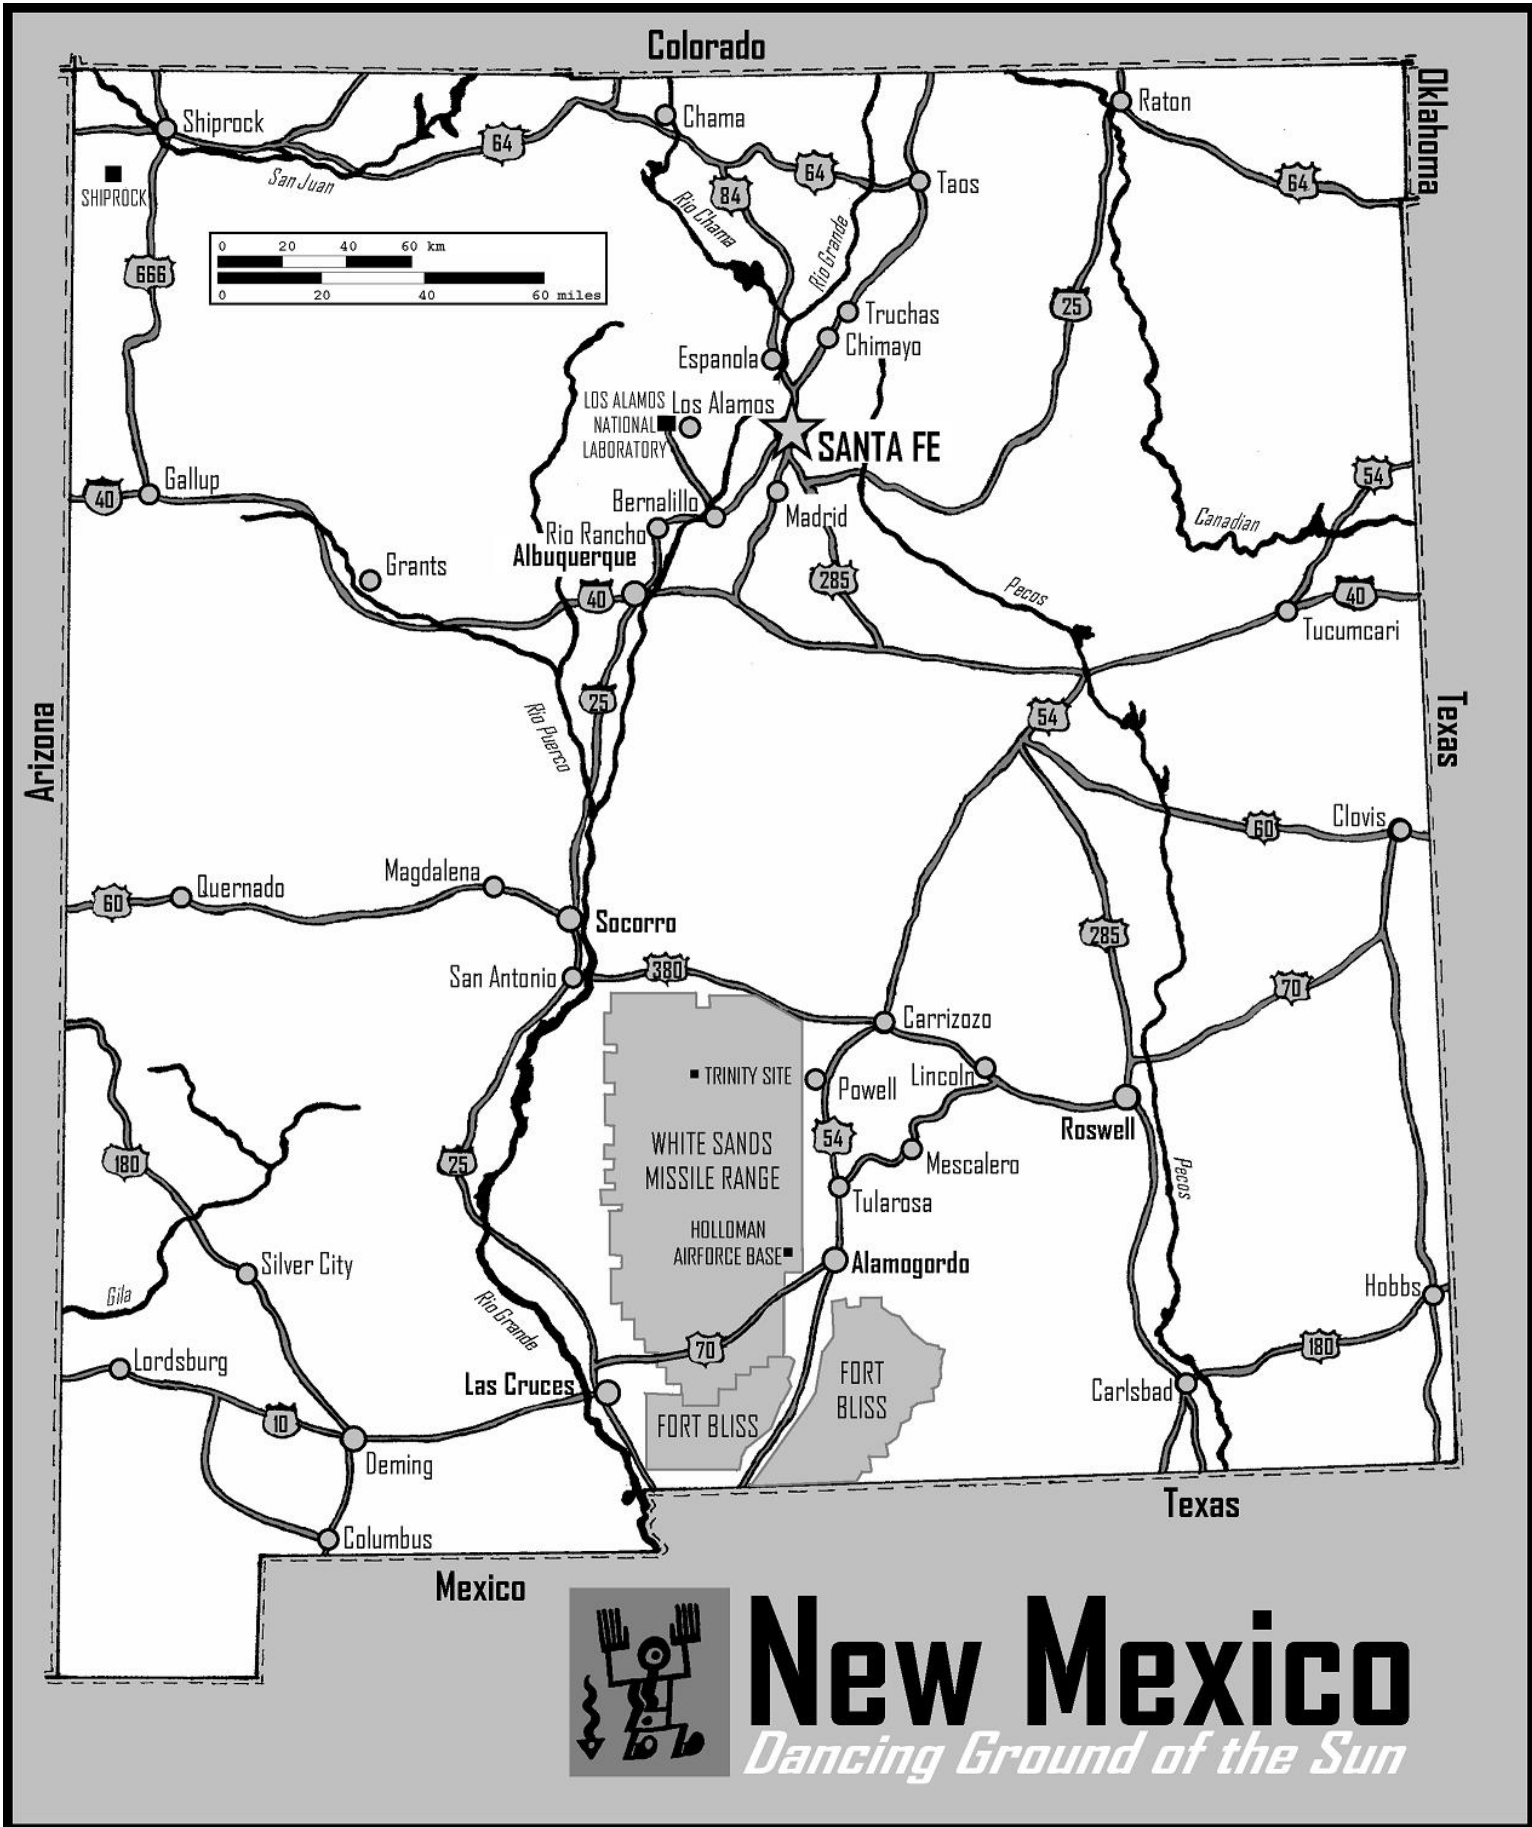 Colorado
Oklahoma
Shiprock
Chama
Raton
64
SHIPROCK
San Juan
84
64
Taos
64
Rio Chama
Rio Grande
0 20 40 60 km
0 20 40 60 miles
666
25
Truchas
Chimayo
Espanola
LOS ALAMOS
NATIONAL
LABORATORY
Los Alamos
SANTA FE
54
40
Gallup
Bernalillo
Madrid
Canadian
Rio Rancho
Albuquerque
Grants
40
285
Pecos
40
Tucumcari
25
54
Arizona
Rio Puerco
Texas
60
Clovis
Magdalena
60
Quernado
Socorro
285
San Antonio
380
70
Carrizozo
TRINITY SITE
Powell
Lincoln
Roswell
54
WHITE SANDS
MISSILE RANGE
180
25
Mescalero
Pecos
Tularosa
HOLLOMAN
AIRFORCE BASE
Alamogordo
Silver City
Gila
Hobbs
Rio Grande
Lordsburg
70
180
FORT
BLISS
Las Cruces
Carlsbad
10
FORT BLISS
Deming
Texas
Columbus
Mexico
New Mexico
Dancing Ground of the Sun